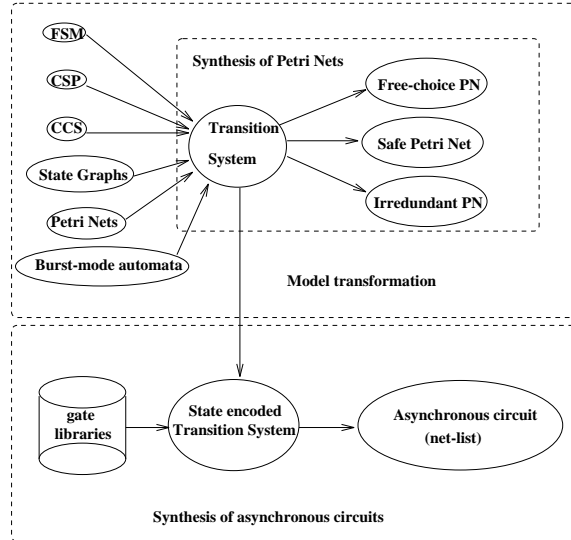 FSM
Synthesis of Petri Nets
CSP
Free-choice PN
CCS
Transition
System
Safe Petri Net
State Graphs
Petri Nets
Irredundant PN
Burst-mode automata
Model transformation
gate
libraries
State encoded
Transition System
Asynchronous circuit
(net-list)
Synthesis of asynchronous circuits